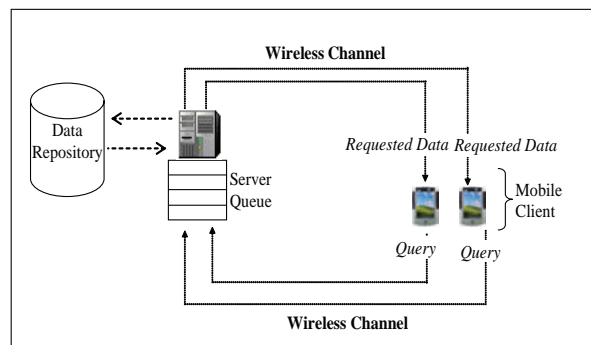 Wireless Channel
Data
Repository
Server
Queue
Requested Data
Requested Data
Mobile
Client
Query
Query
Wireless Channel